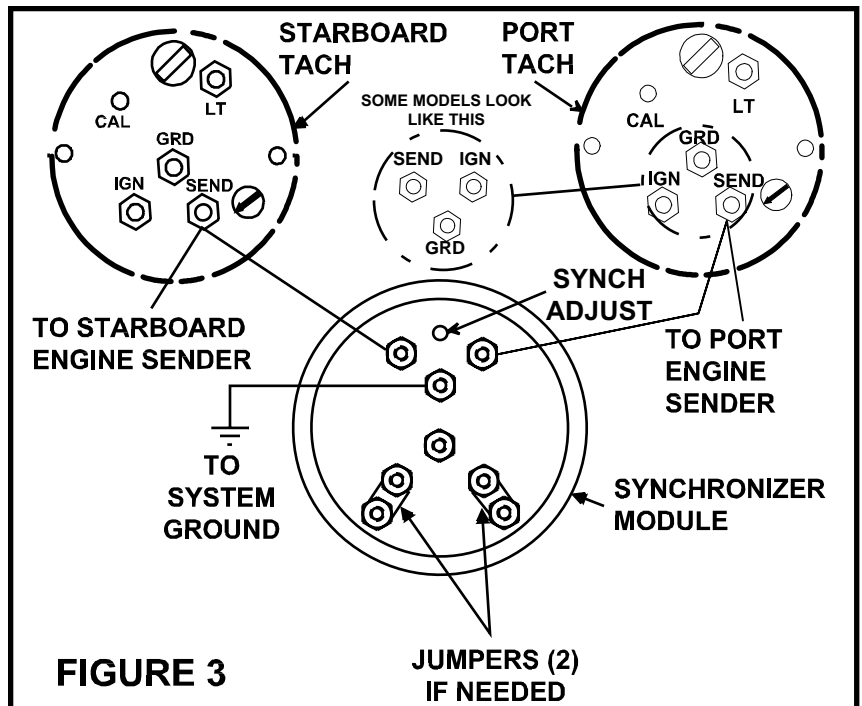 STARBOARD
TACH
PORT
TACH
LT
CAL
GRD
IGN
SEND
SOME MODELS LOOK
LIKE THIS
SEND
IGN
GRD
LT
CAL
GRD
IGN
SEND
TO STARBOARD
ENGINE SENDER
SYNCH
ADJUST
TO PORT
ENGINE
SENDER
TO
SYSTEM
GROUND
SYNCHRONIZER
MODULE
JUMPERS (2)
IF NEEDED
FIGURE 3